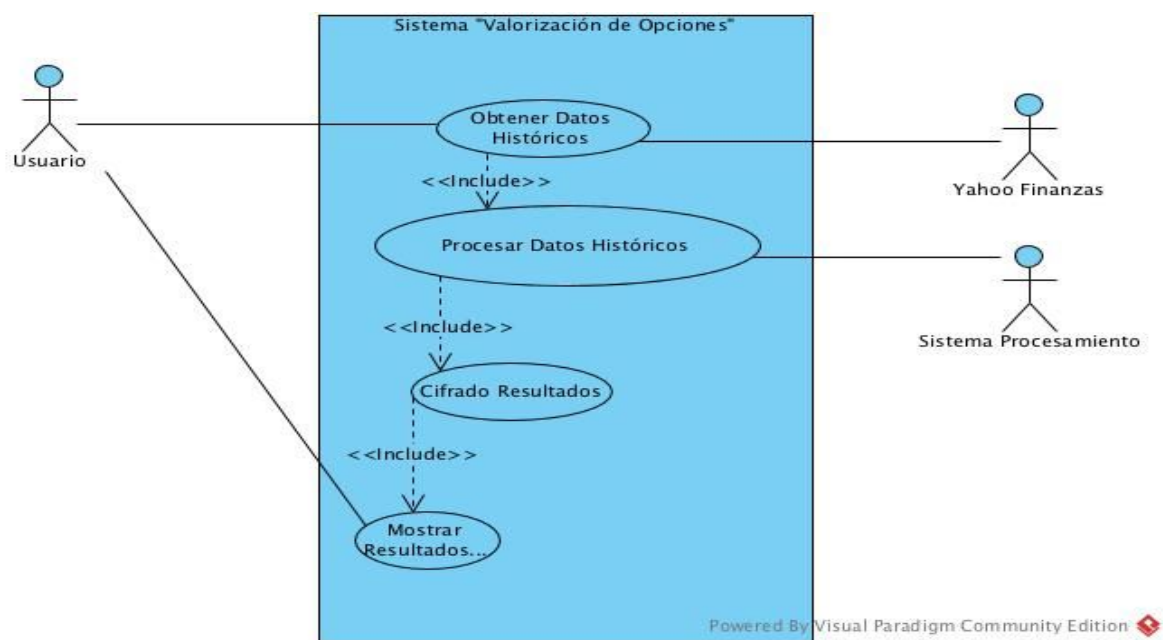 Sistema "Valorización de Opciones"
Usuario
Obtener Datos
Históricos
Yahoo Finanzas
<<Include>>
Procesar Datos Históricos
Sistema Procesamiento
<<Include>>
Cifrado Resultados
<<Include>>
Mostrar
Resultados...
Powered By Visual Paradigm Community Edition